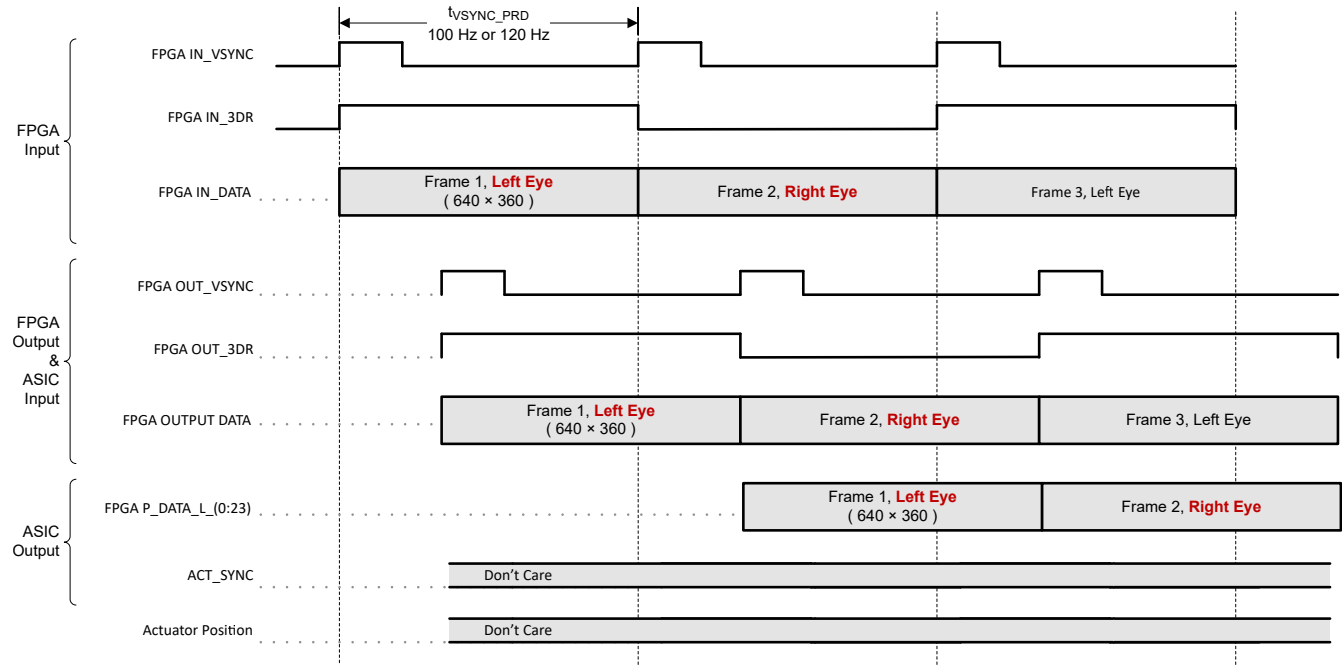 tVSYNC_PRD
100 Hz or 120 Hz
FPGA IN_VSYNC
FPGA IN_3DR
FPGA
Input
FPGA IN_DATA
Frame 1, Left Eye
( 640 × 360 )
Frame 2, Right Eye
Frame 3, Left Eye
FPGA OUT_VSYNC
FPGA
Output
&
ASIC
Input
FPGA OUT_3DR
FPGA OUTPUT DATA
Frame 1, Left Eye
( 640 × 360 )
Frame 2, Right Eye
Frame 3, Left Eye
FPGA P_DATA_L_(0:23)
Frame 1, Left Eye
( 640 × 360 )
Frame 2, Right Eye
ASIC
Output
ACT_SYNC
Don’t Care
Actuator Position
Don’t Care